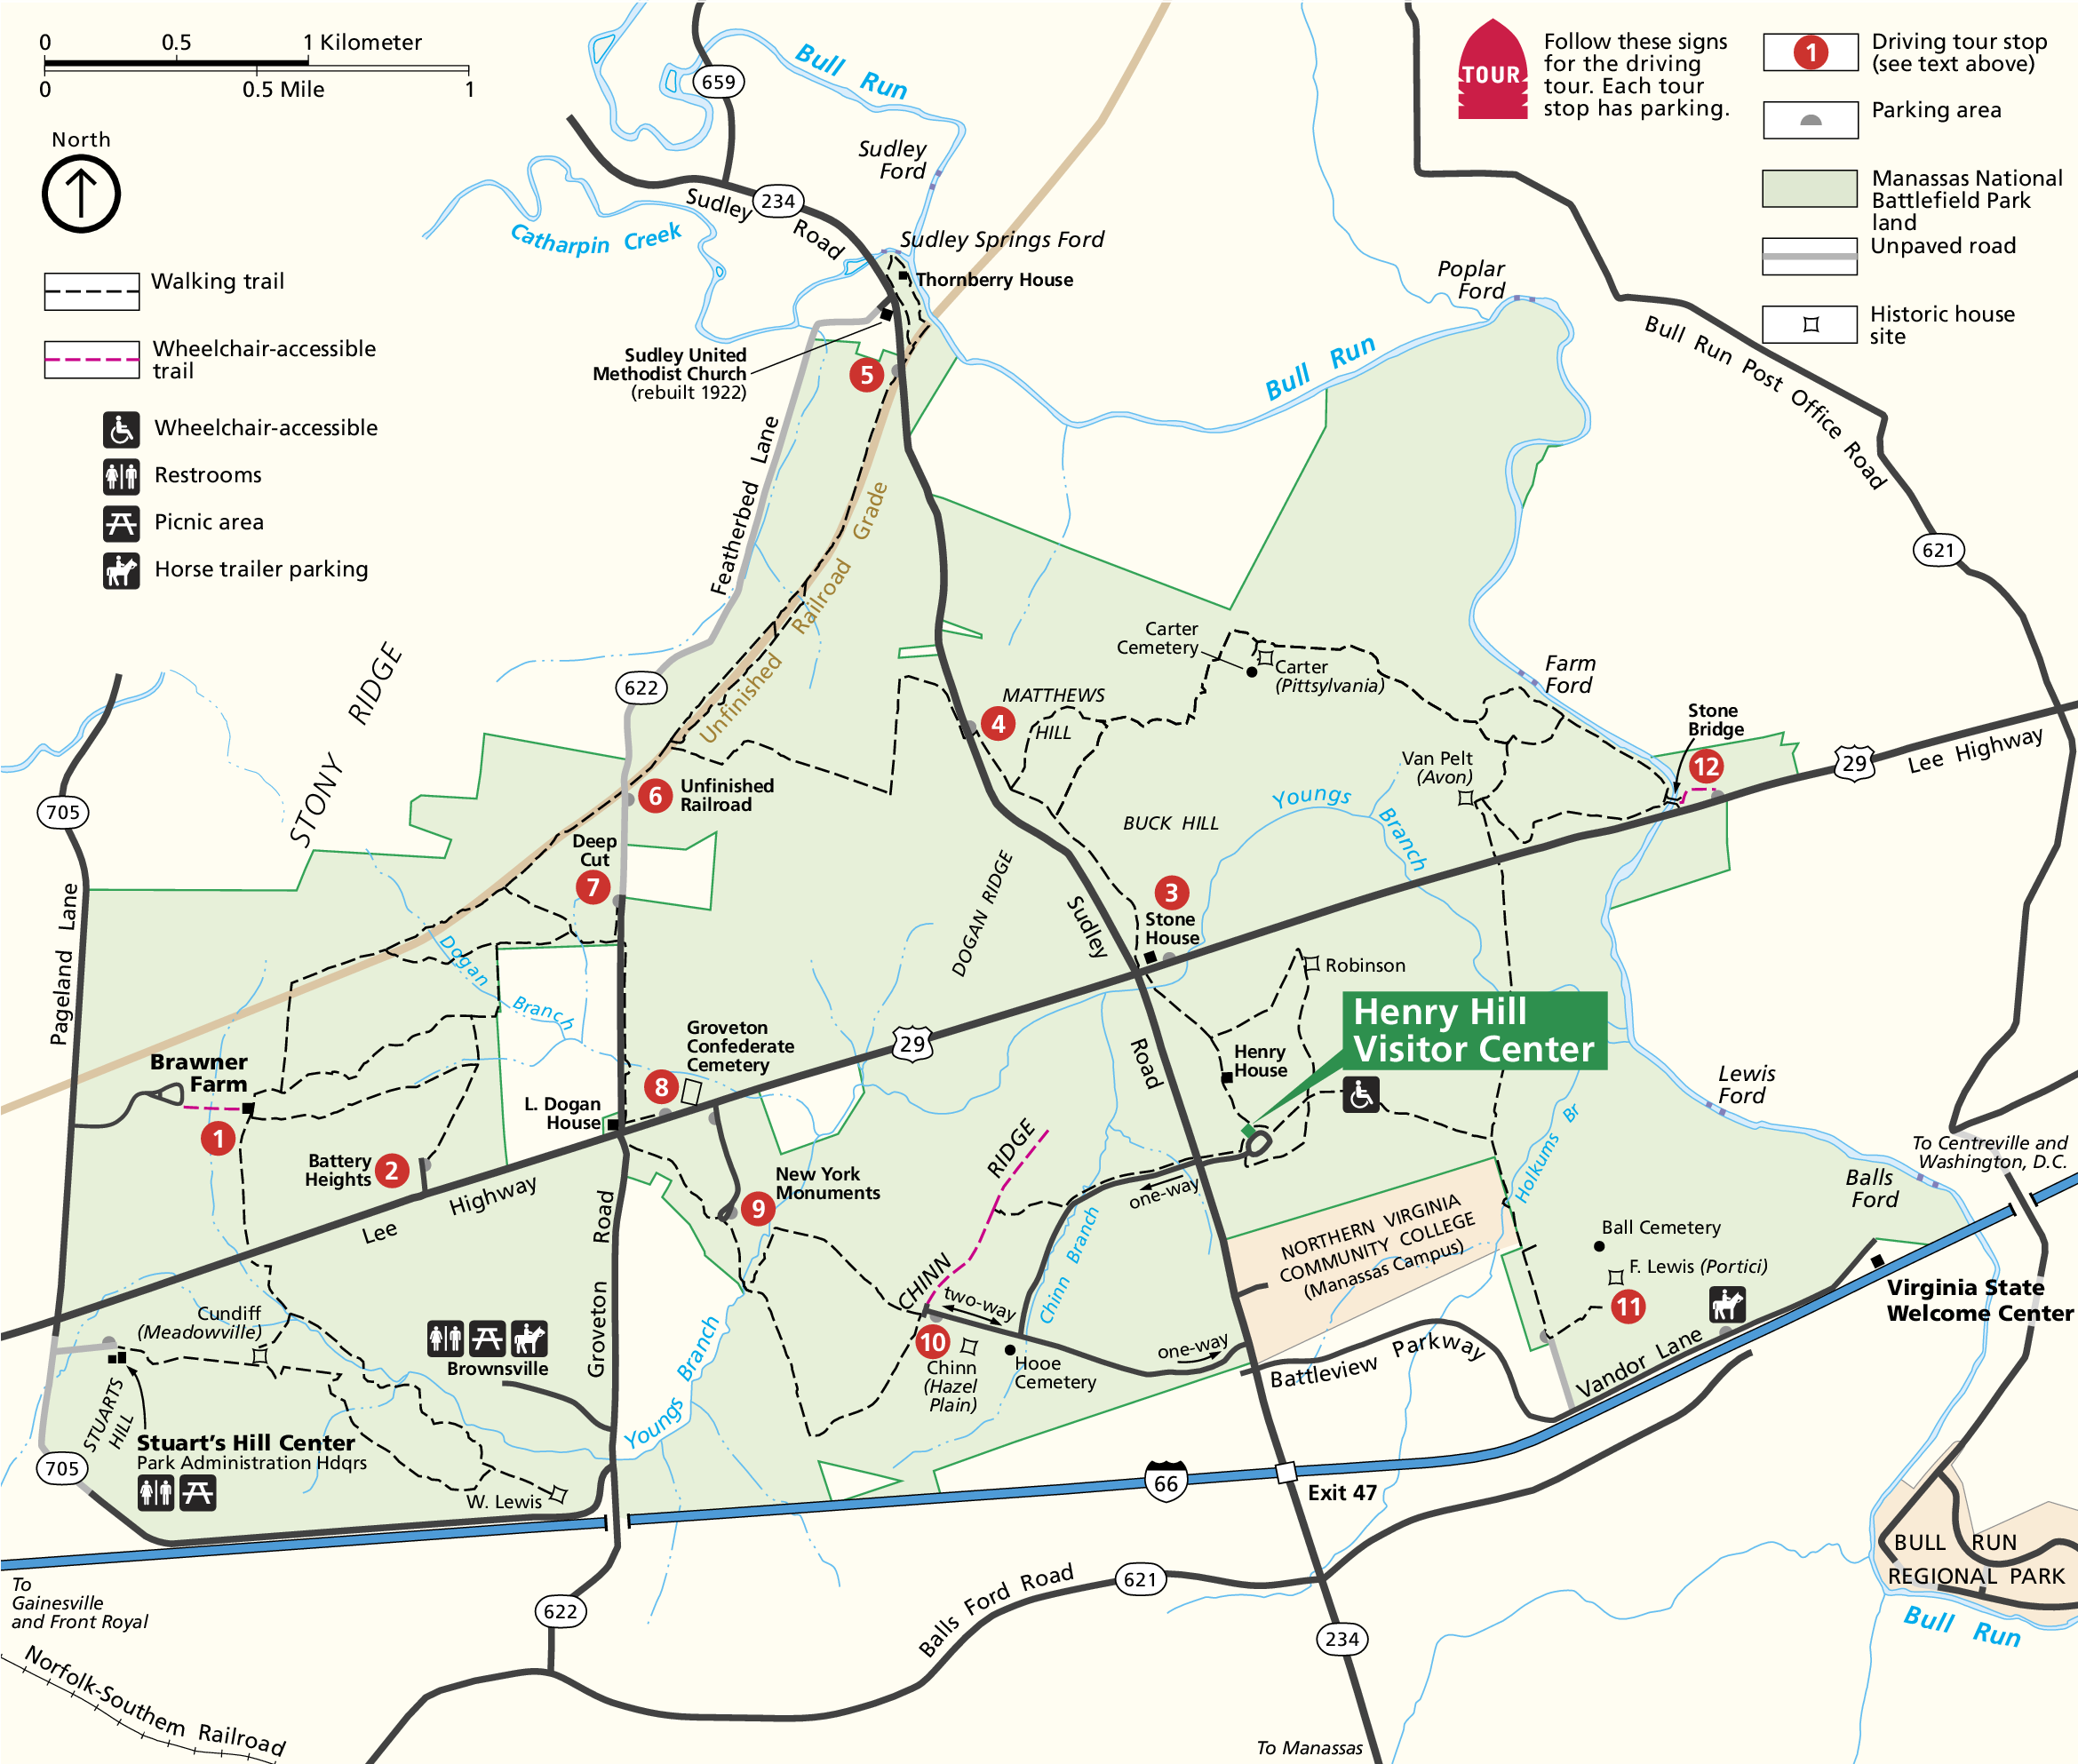 0 0.5 1 Kilometer
0 0.5 Mile 1
North
Walking trail
Wheelchair-accessible
trail
Wheelchair-accessible
Restrooms
Picnic area
Horse trailer parking
TOUR
Follow these signs
for the driving
tour. Each tour
stop has parking.
1
Driving tour stop
(see text above)
Parking area
Manassas National
Battlefield Park
land
Unpaved road
Historic house
site
659
Bull Run
Sudley
Ford
Sudley
234
Road
Catharpin Creek
Sudley Springs Ford
Thornberry House
Sudley United
Methodist Church
(rebuilt 1922)
5
Poplar
Ford
Bull Run
Bull Run Post Office Road
621
Featherbed Lane
Unfinished Railroad Grade
STONY RIDGE
622
705
Pageland Lane
6
Unfinished
Railroad
Deep
Cut
7
4
MATTHEWS
HILL
Carter
Cemetery
Carter
(Pittsylvania)
Farm
Ford
Stone
Bridge
12
29
Lee Highway
Van Pelt
(Avon)
Youngs
Branch
BUCK HILL
DOGAN RIDGE
Sudley
3
Stone
House
Robinson
Henry Hill
Visitor Center
Henry
House
Road
Dogan
Branch
Groveton
Confederate
Cemetery
29
8
L. Dogan
House
Brawner
Farm
1
Battery
Heights
2
Lee Highway
Groveton Road
9
New York
Monuments
CHINN RIDGE
one-way
Chinn Branch
two-way
10
Chinn
(Hazel
Plain)
Hooe
Cemetery
one-way
NORTHERN VIRGINIA
COMMUNITY COLLEGE
(Manassas Campus)
Battleview Parkway
Holkums Br
Lewis
Ford
Balls
Ford
To Centreville and
Washington, D.C.
Ball Cemetery
F. Lewis (Portici)
11
Vandor Lane
Virginia State
Welcome Center
Cundiff
(Meadowville)
Brownsville
Youngs Branch
STUARTS
HILL
Stuart's Hill Center
Park Administration Hdqrs
705
W. Lewis
66
Exit 47
To
Gainesville
and Front Royal
622
Balls Ford Road
621
234
Norfolk-Southern Railroad
To Manassas
BULL RUN
REGIONAL PARK
Bull Run